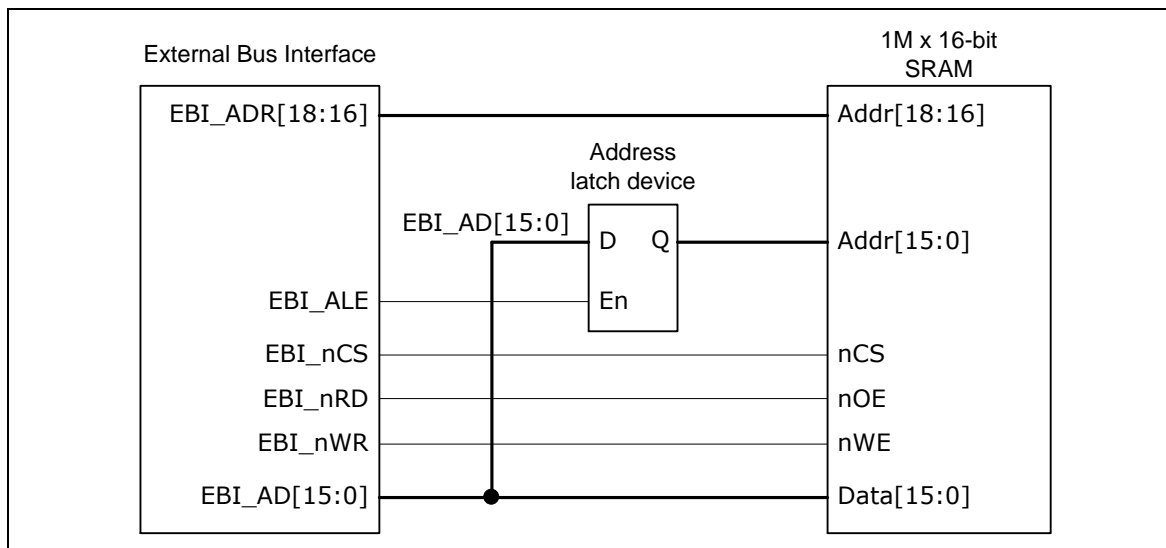 External Bus Interface
1M x 16-bit
SRAM
EBI_ADR[18:16]
Addr[18:16]
Address
latch device
EBI_AD[15:0]
D
Q
Addr[15:0]
EBI_ALE
En
EBI_nCS
nCS
EBI_nRD
nOE
EBI_nWR
nWE
EBI_AD[15:0]
Data[15:0]